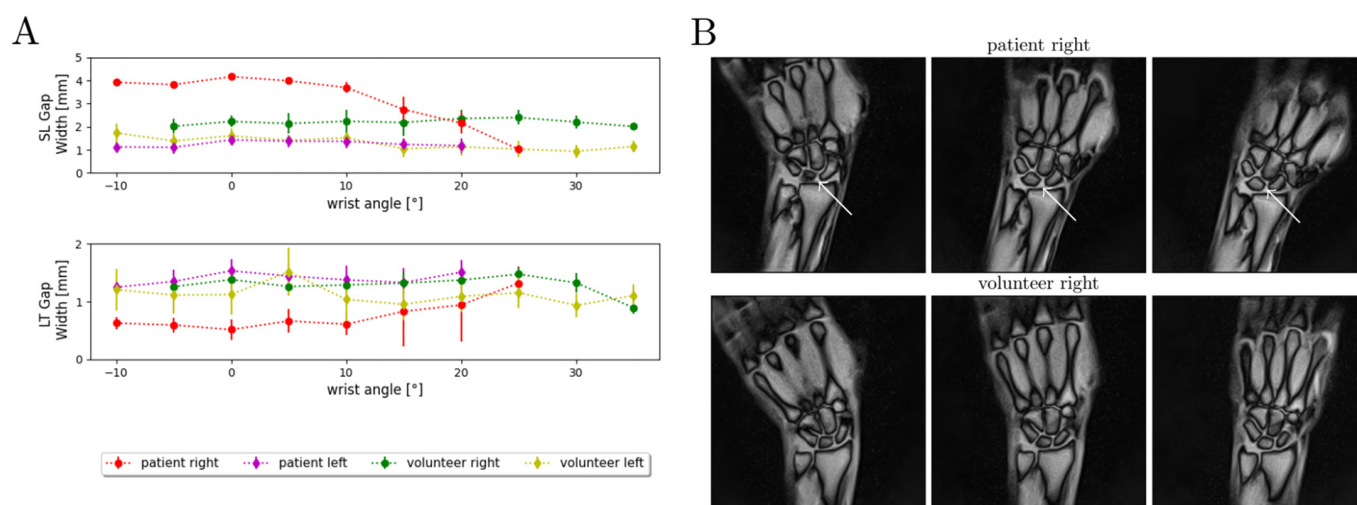 A
SL Gap
Width [mm]
5
4
3
2
1
0
−10
0
10
20
30
wrist angle [°]
LT Gap
Width [mm]
2
1
0
−10
0
10
20
30
wrist angle [°]
patient right patient left volunteer right volunteer left
B
patient right
volunteer right